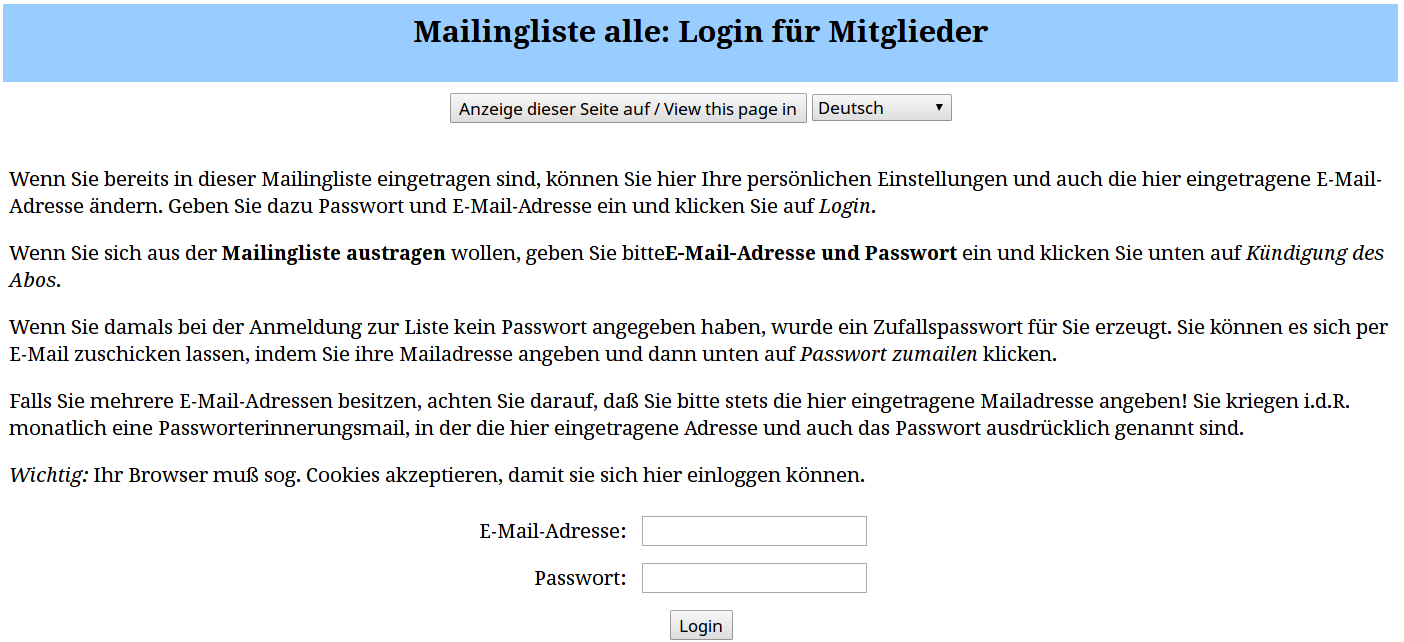 Mailingliste alle: Login für Mitglieder
Anzeige dieser Seite auf / View this page in Deutsch
Wenn Sie bereits in dieser Mailingliste eingetragen sind, können Sie hier Ihre persönlichen Einstellungen und auch die hier eingetragene E-Mail-
Adresse ändern. Geben Sie dazu Passwort und E-Mail-Adresse ein und klicken Sie auf Login.
Wenn Sie sich aus der Mailingliste austragen wollen, geben Sie bitteE-Mail-Adresse und Passwort ein und klicken Sie unten auf Kündigung des
Abos.
Wenn Sie damals bei der Anmeldung zur Liste kein Passwort angegeben haben, wurde ein Zufallspasswort für Sie erzeugt. Sie können es sich per
E-Mail zuschicken lassen, indem Sie ihre Mailadresse angeben und dann unten auf Passwort zumailen klicken.
Falls Sie mehrere E-Mail-Adressen besitzen, achten Sie darauf, daß Sie bitte stets die hier eingetragene Mailadresse angeben! Sie kriegen i.d.R.
monatlich eine Passworterinnerungsmail, in der die hier eingetragene Adresse und auch das Passwort ausdrücklich genannt sind.
Wichtig: Ihr Browser muß sog. Cookies akzeptieren, damit sie sich hier einloggen können.
E-Mail-Adresse:
Passwort:
Login